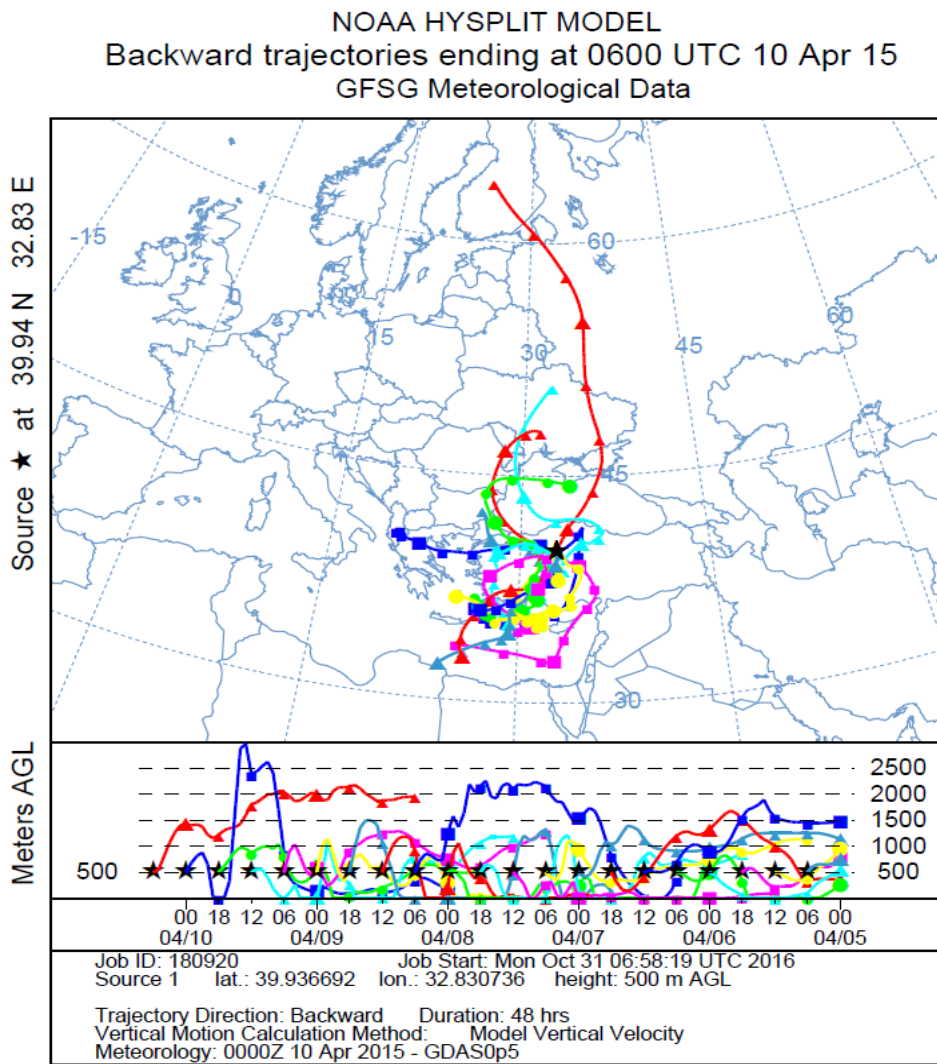 NOAA HYSPLIT MODEL
Backward trajectories ending at 0600 UTC 10 Apr 15
GFSG Meteorological Data
Source ★ at 39.94 N 32.83 E
-15
0
15
30
45
60
60
45
30
Meters AGL
500
2500
2000
1500
1000
500
00 18 12 06 00 18 12 06 00 18 12 06 00 18 12 06 00 18 12 06 00
04/10 04/09 04/08 04/07 04/06 04/05
Job ID: 180920 Job Start: Mon Oct 31 06:58:19 UTC 2016
Source 1 lat.: 39.936692 lon.: 32.830736 height: 500 m AGL
Trajectory Direction: Backward Duration: 48 hrs
Vertical Motion Calculation Method: Model Vertical Velocity
Meteorology: 0000Z 10 Apr 2015 - GDAS0p5